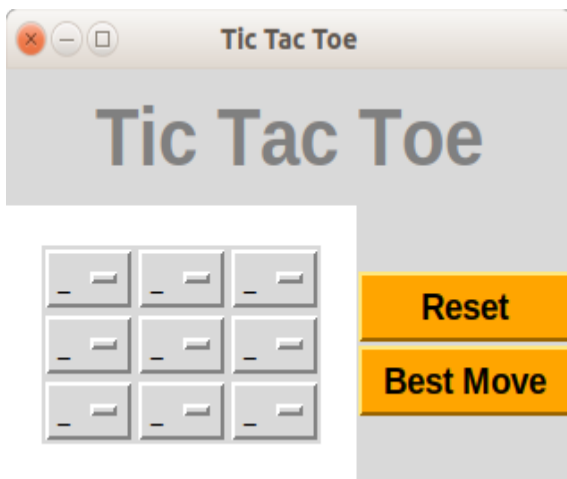 Tic Tac Toe
Tic Tac Toe
_ _ _
Reset
_ _ _
Best Move
_ _ _